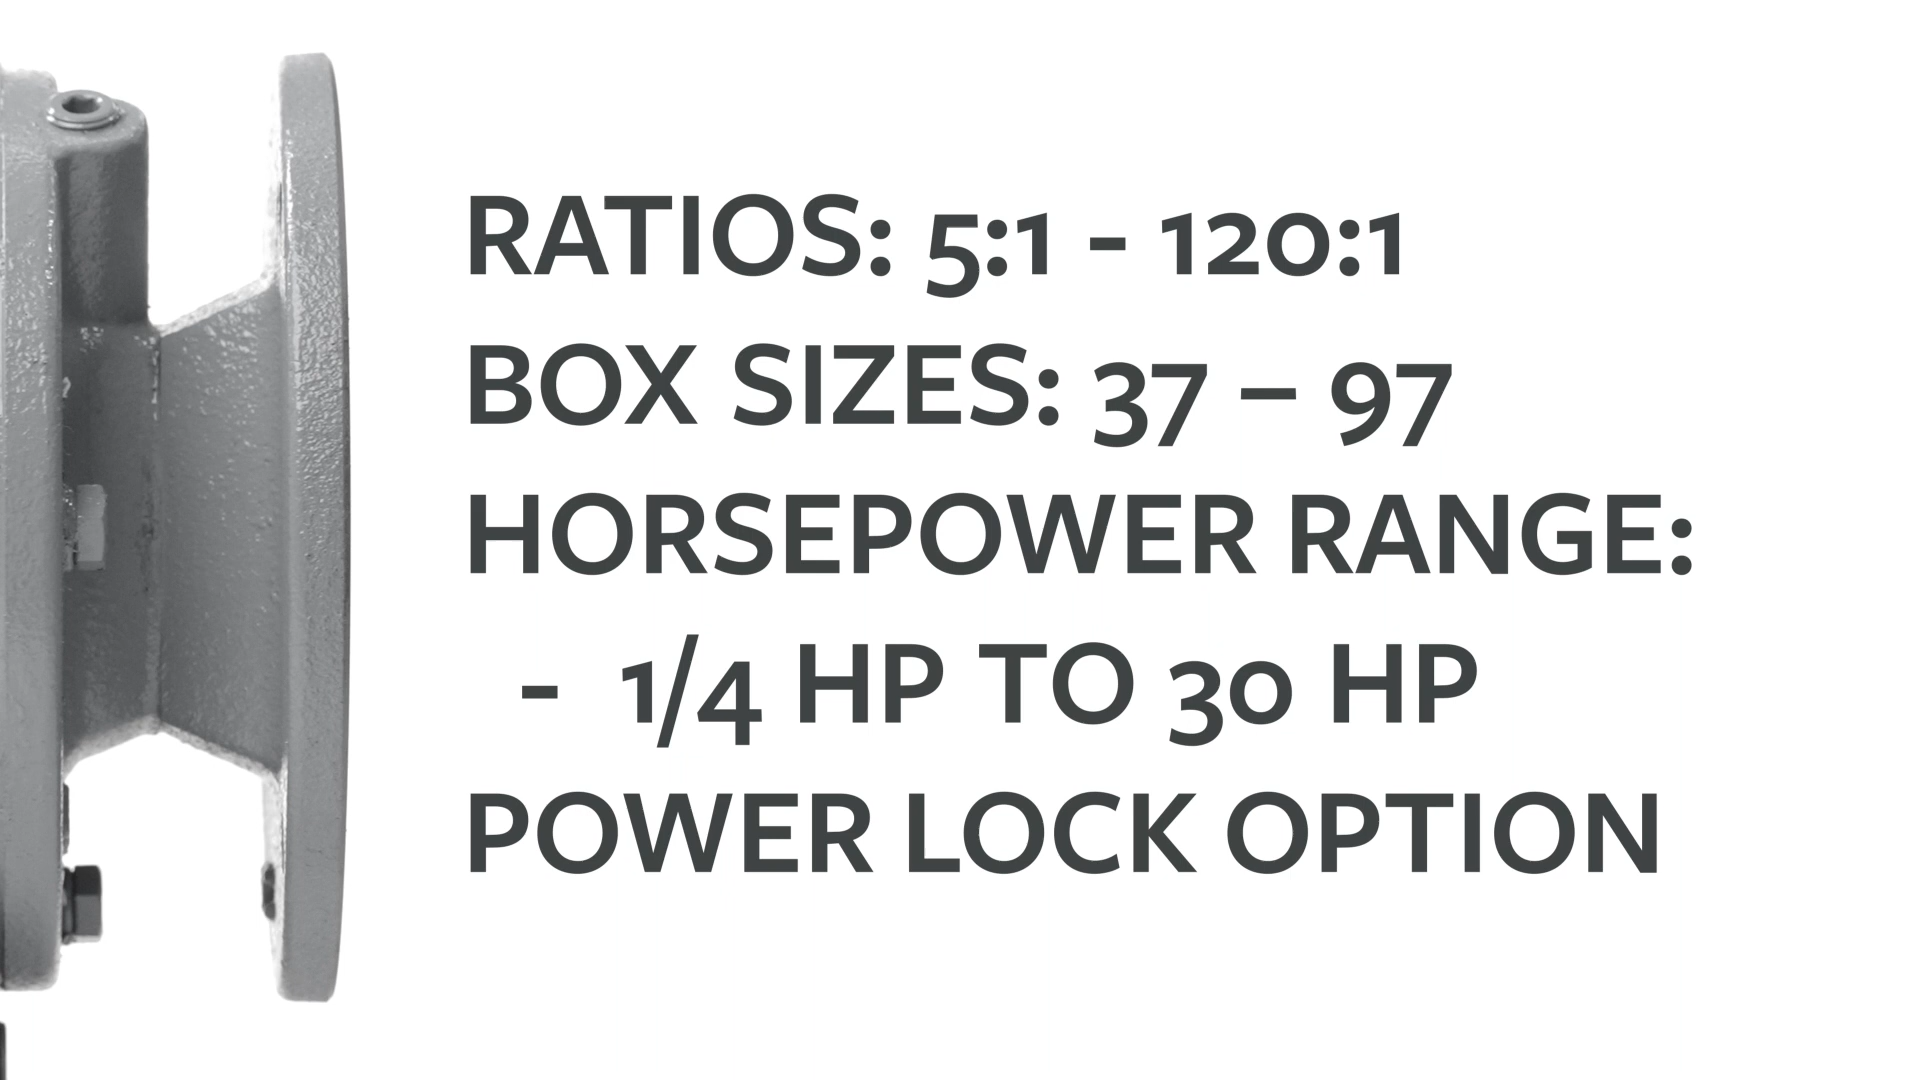 RATIOS: 5:1 - 120:1
BOX SIZES: 37 – 97
HORSEPOWER RANGE:
- 1/4 HP TO 30 HP
POWER LOCK OPTION